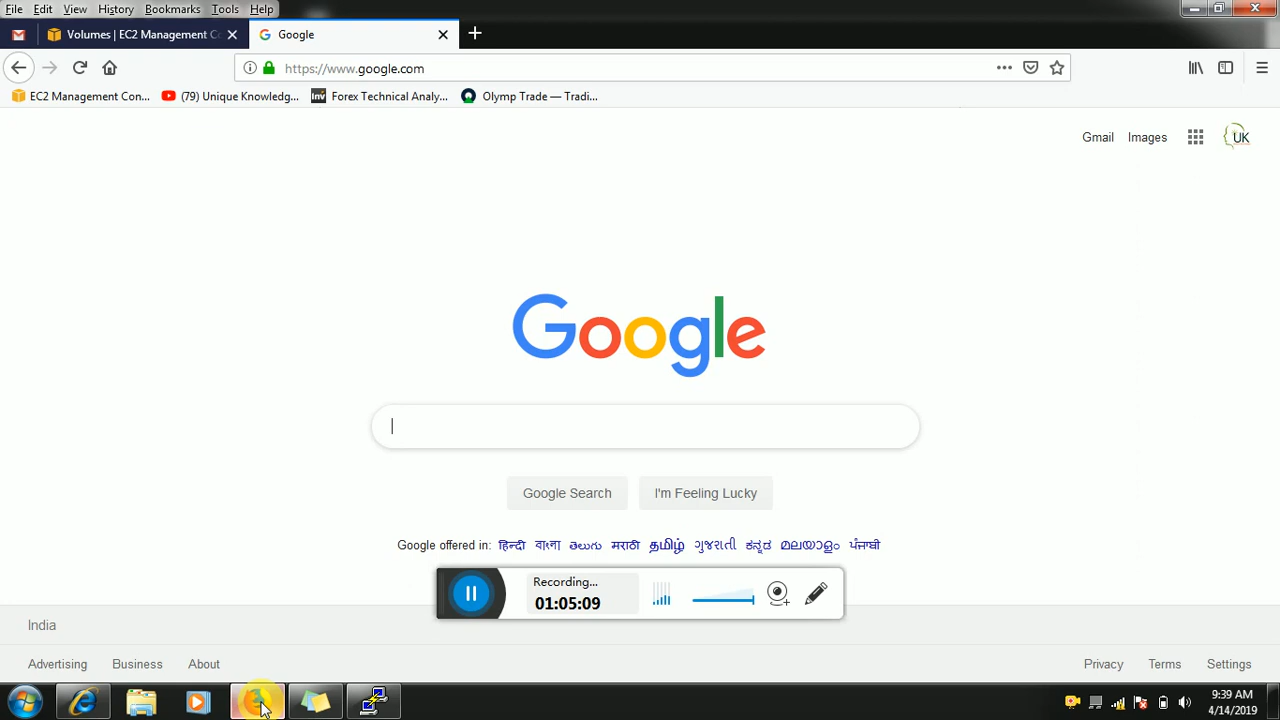 File Edit View History Bookmarks Tools Help
Volumes | EC2 Management Co
Google
https://www.google.com
EC2 Management Con...
(79) Unique Knowledg...
Inv Forex Technical Analy...
Olymp Trade — Tradi...
Gmail Images
UK
Google
Google Search
I'm Feeling Lucky
Google offered in: हिन्दी বাংলা తెలుగు मराठी தமிழ் ગુજરાતી ಕನ್ನಡ മലയാളം ਪੰਜਾਬੀ
Recording...
01:05:09
India
Advertising Business About
Privacy Terms Settings
9:39 AM
4/14/2019